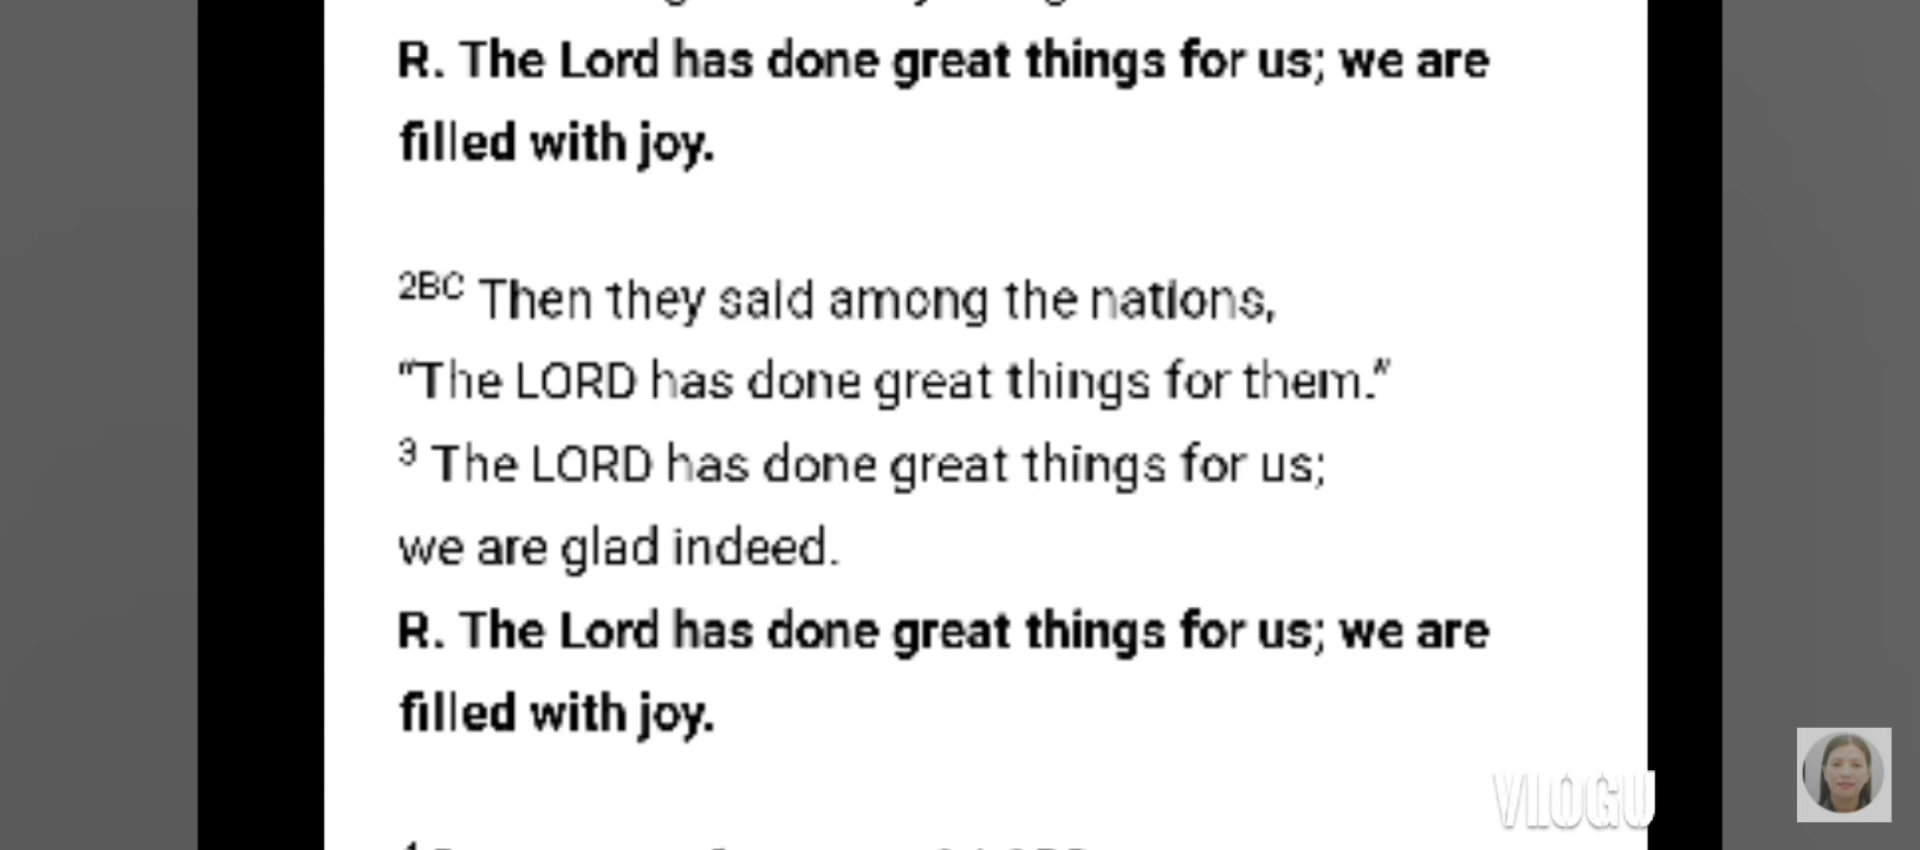 R. The Lord has done great things for us; we are
filled with joy.
2BC Then they said among the nations,
“The LORD has done great things for them.”
3 The LORD has done great things for us;
we are glad indeed.
R. The Lord has done great things for us; we are
filled with joy.
VLOGU